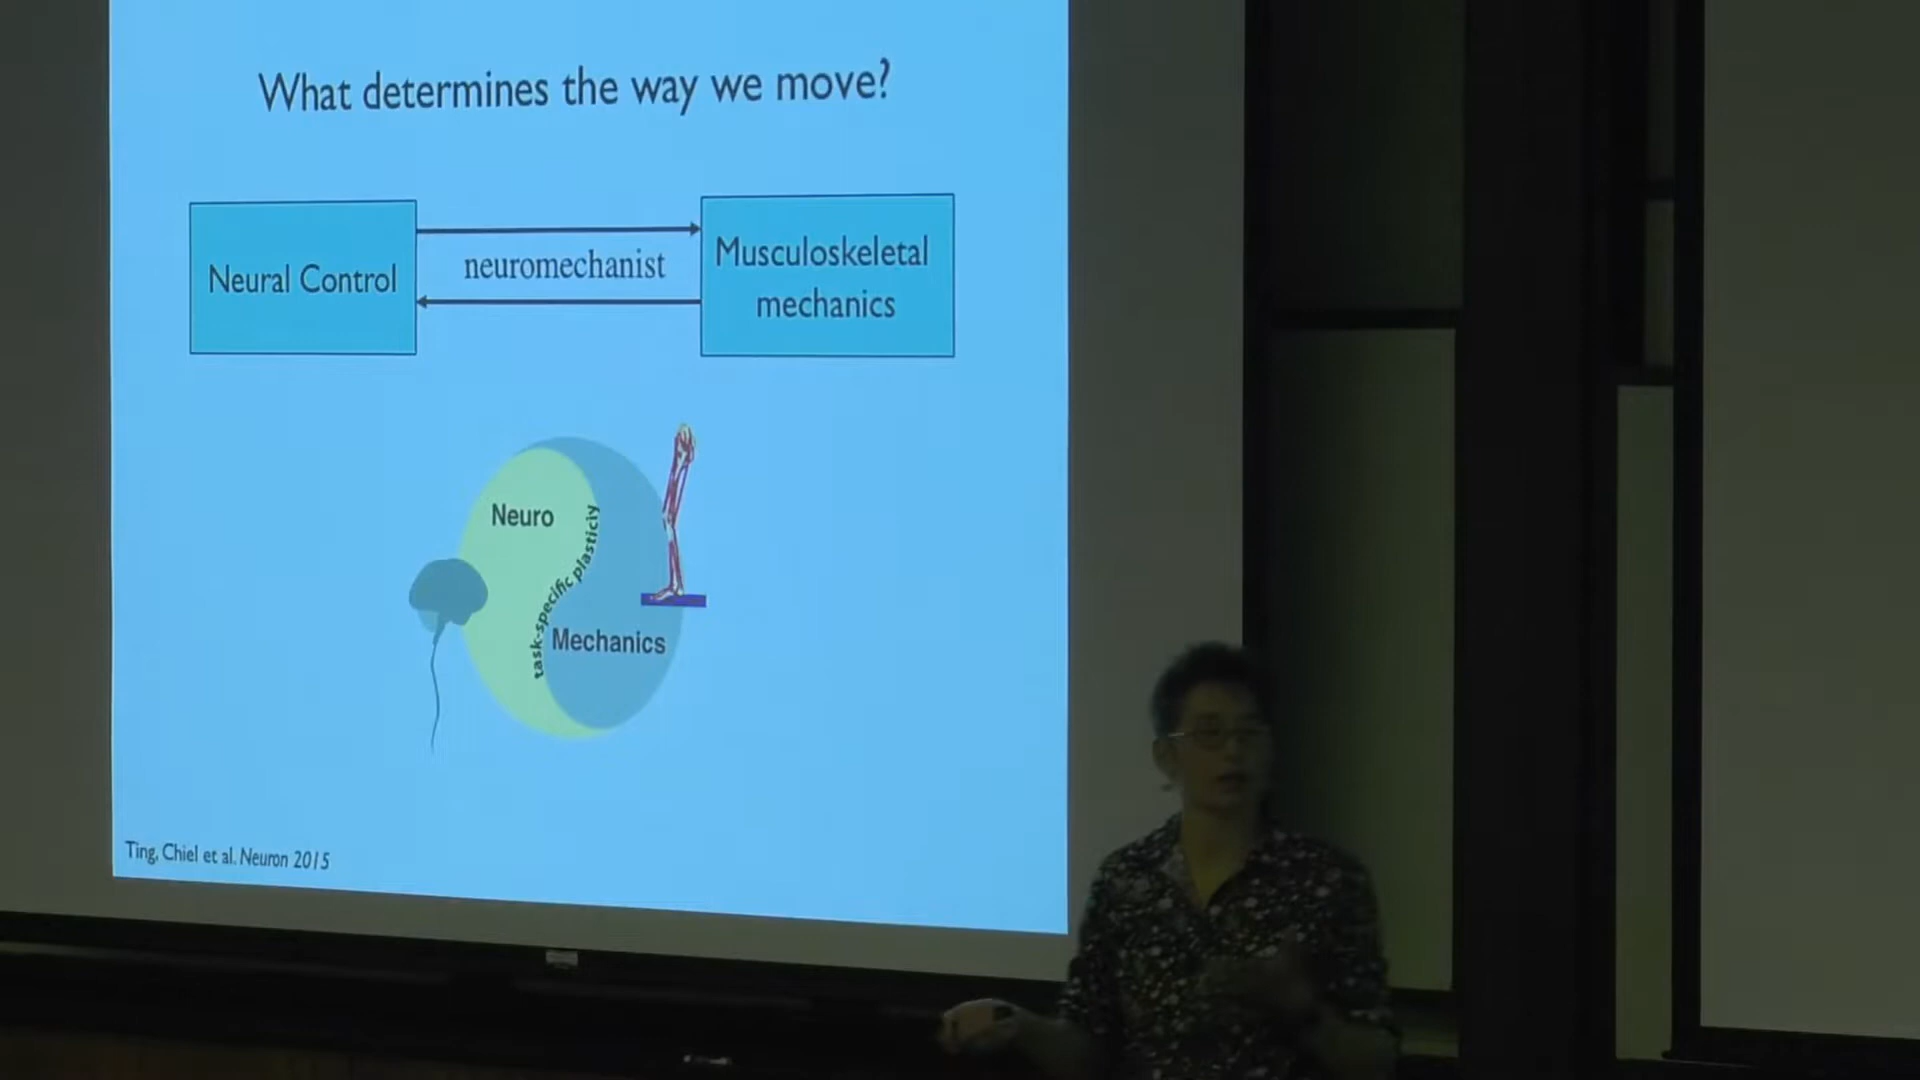 What determines the way we move?
Neural Control
neuromechanist
Musculoskeletal
mechanics
Neuro
task-specific plasticiy
Mechanics
Ting, Chiel et al. Neuron 2015